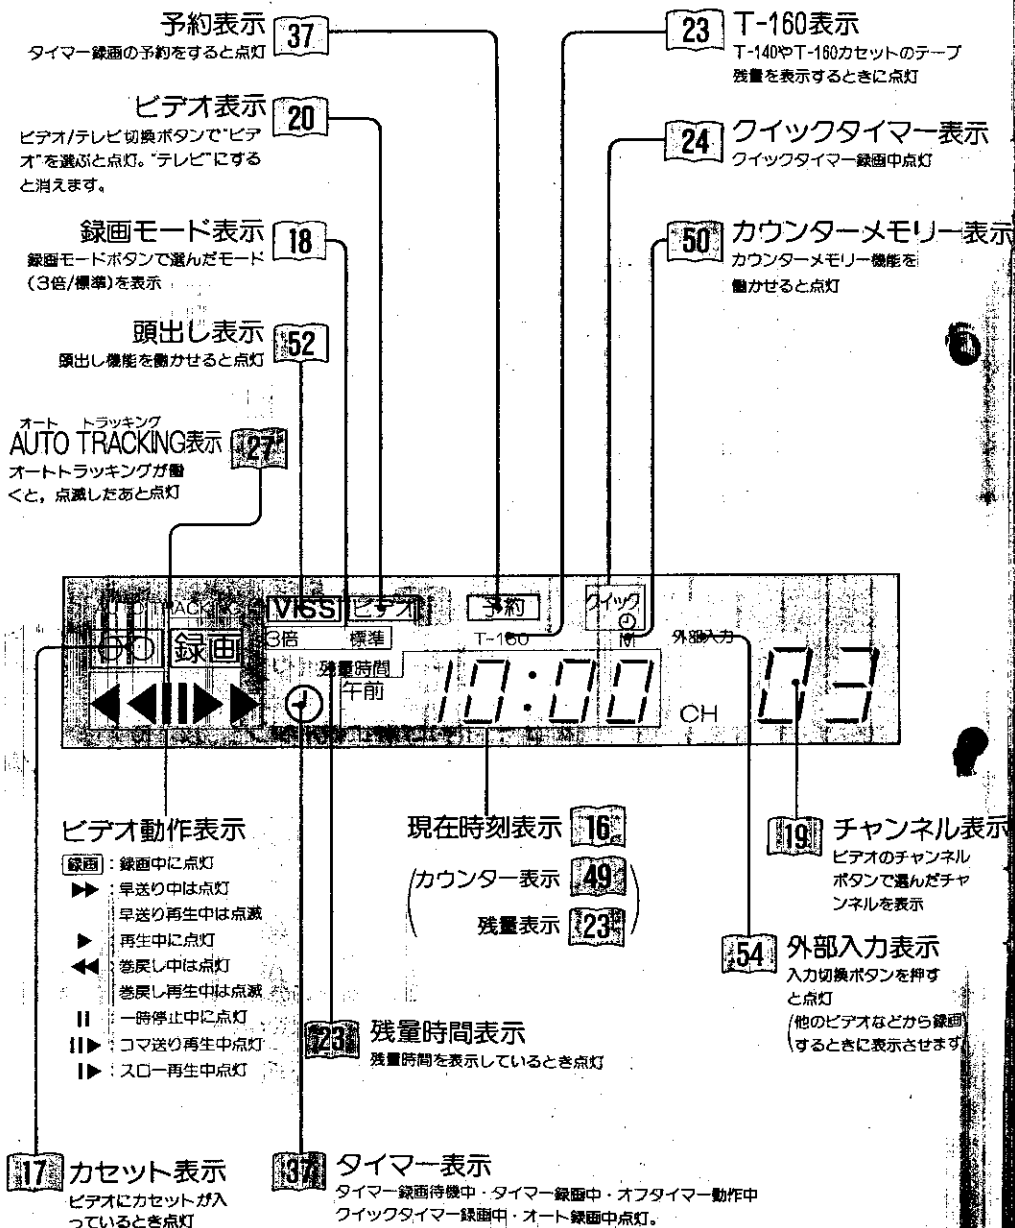 予約表示 37
タイマー録画の予約をすると点灯
ビデオ表示 20
ビデオ/テレビ切換ボタンで"ビデ
オ"を選ぶと点灯。"テレビ"にする
と消えます。
録画モード表示 18
録画モードボタンで選んだモード
(3倍/標準)を表示
頭出し表示 52
頭出し機能を働かせると点灯
オート トラッキング
AUTO TRACKING表示 27
オートトラッキングが働
くと，点滅したあと点灯
23 T-160表示
T-140やT-160カセットのテープ
残量を表示するときに点灯
24 クイックタイマー表示
クイックタイマー録画中点灯
50 カウンターメモリー表示
カウンターメモリー機能を
働かせると点灯
AUTO TRACKING VISS ビデオ 予約 クイック
録画 3倍 標準 T-160 M 外部入力
残量時間
午前 10:00 CH 03
ビデオ動作表示
録画 : 録画中に点灯
▶▶ : 早送り中は点灯
早送り再生中は点滅
▶ : 再生中に点灯
◀◀ : 巻戻し中は点灯
巻戻し再生中は点滅
II : 一時停止中に点灯
II▶ : コマ送り再生中点灯
I▶ : スロー再生中点灯
現在時刻表示 16
(カウンター表示 49
残量表示 23)
23 残量時間表示
残量時間を表示しているとき点灯
19 チャンネル表示
ビデオのチャンネル
ボタンで選んだチャ
ンネルを表示
54 外部入力表示
入力切換ボタンを押す
と点灯
(他のビデオなどから録画
するときに表示させます)
17 カセット表示
ビデオにカセットが入
っているとき点灯
37 タイマー表示
タイマー録画待機中・タイマー録画中・オフタイマー動作中
クイックタイマー録画中・オート録画中点灯。